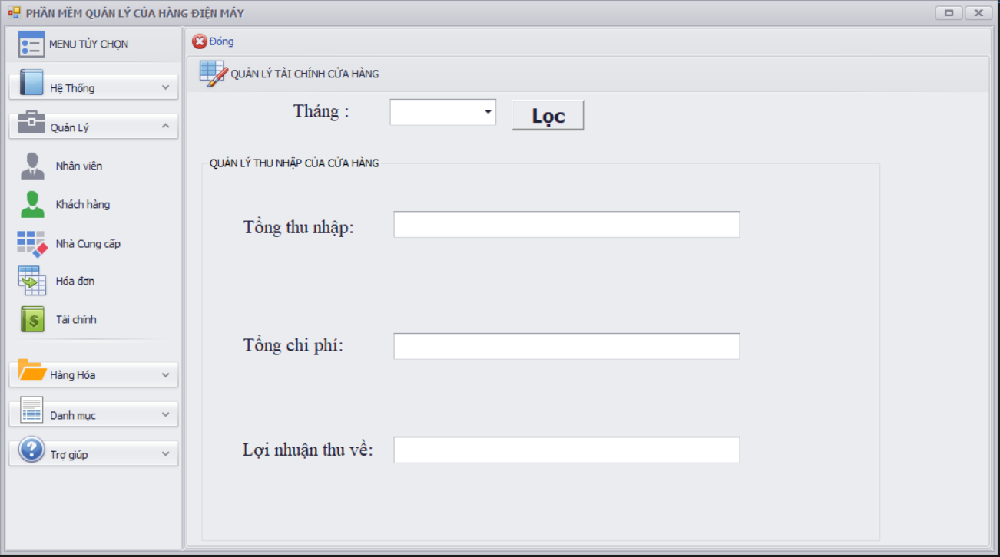 PHẦN MỀM QUẢN LÝ CỦA HÀNG ĐIỆN MÁY
MENU TÙY CHỌN
Hệ Thống
Quản Lý
Nhân viên
Khách hàng
Nhà Cung cấp
Hóa đơn
Tài chính
Hàng Hóa
Danh mục
Trợ giúp
Đóng
QUẢN LÝ TÀI CHÍNH CỬA HÀNG
Tháng :
Lọc
QUẢN LÝ THU NHẬP CỦA CỬA HÀNG
Tổng thu nhập:
Tổng chi phí:
Lợi nhuận thu về: